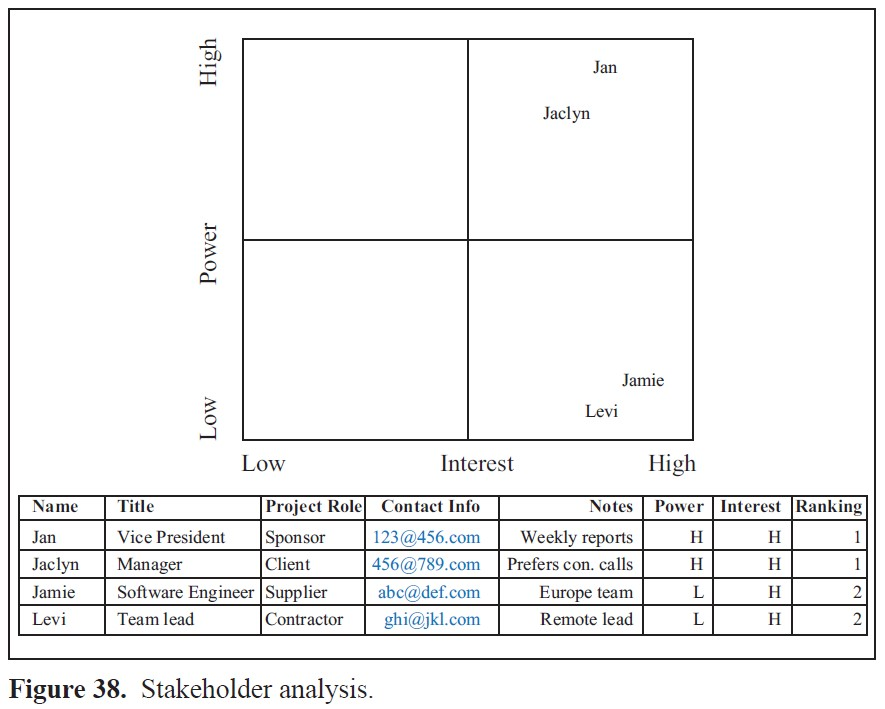 High
Jan
Jaclyn
Power
Jamie
Levi
Low
Low Interest High
Name Title Project Role Contact Info Notes Power Interest Ranking
Jan Vice President Sponsor 123@456.com Weekly reports H H 1
Jaclyn Manager Client 456@789.com Prefers con. calls H H 1
Jamie Software Engineer Supplier abc@def.com Europe team L H 2
Levi Team lead Contractor ghi@jkl.com Remote lead L H 2
Figure 38. Stakeholder analysis.